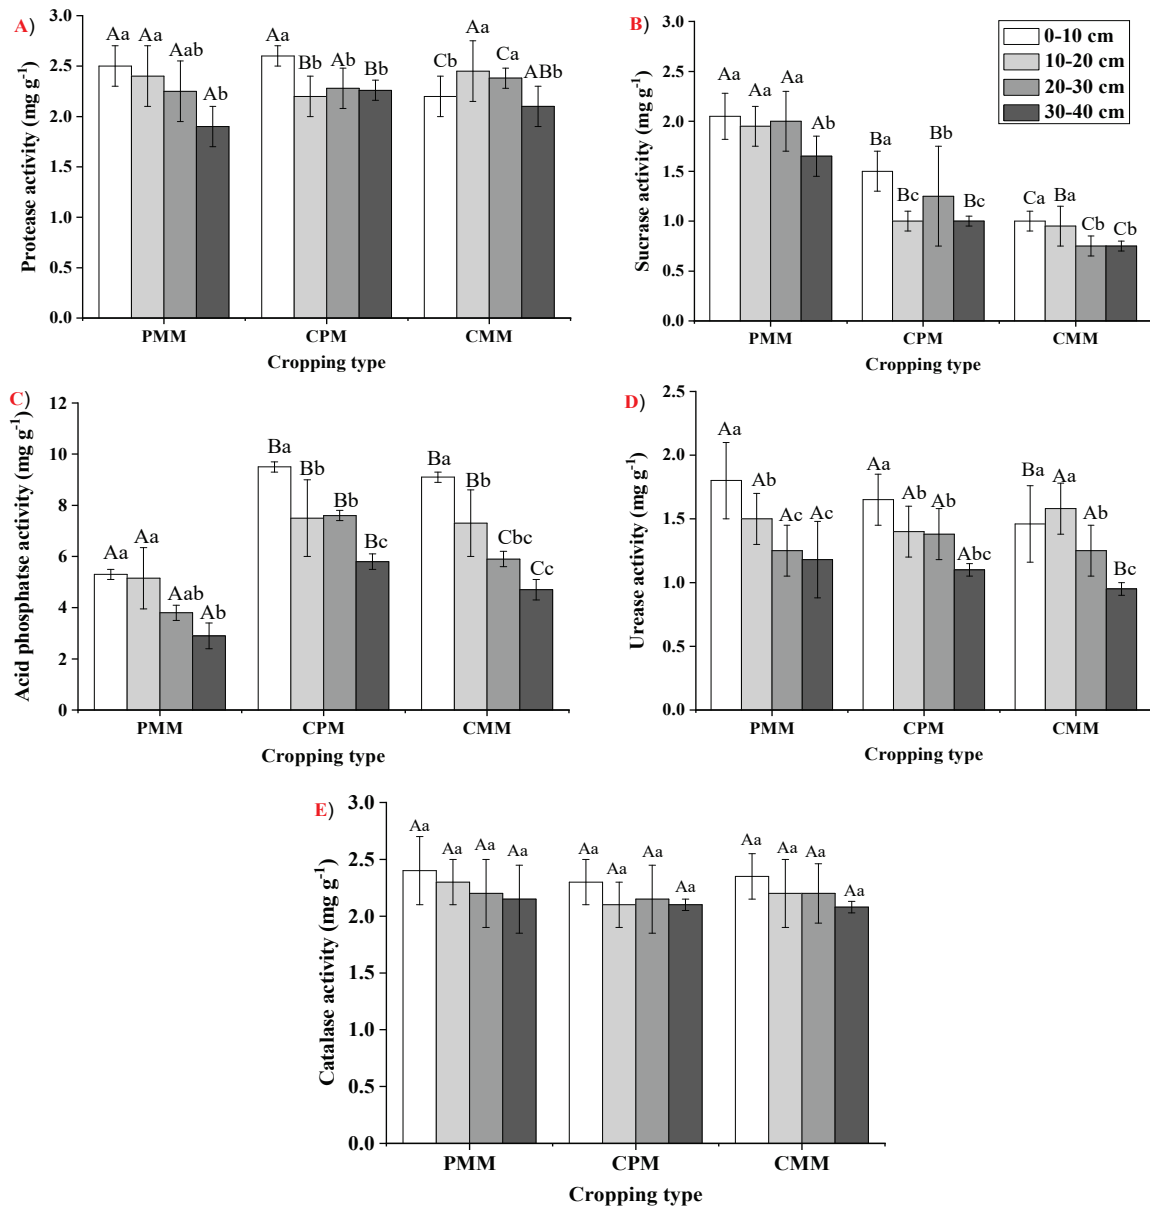 A)
Protease activity (mg g⁻¹)
3.0
2.5
2.0
1.5
1.0
0.5
0.0
Aa Aa Aab Ab
Aa Bb Ab Bb
Cb Aa Ca ABb
PMM CPM CMM
Cropping type
B)
Sucrase activity (mg g⁻¹)
3.0
2.5
2.0
1.5
1.0
0.5
0.0
Aa Aa Aa Ab
Ba Bc Bb Bc
Ca Ba Cb Cb
0-10 cm
10-20 cm
20-30 cm
30-40 cm
PMM CPM CMM
Cropping type
C)
Acid phosphatse activity (mg g⁻¹)
12
10
8
6
4
2
0
Aa Aa Aab Ab
Ba Bb Bb Bc
Ba Bb Cbc Cc
PMM CPM CMM
Cropping type
D)
Urease activity (mg g⁻¹)
2.5
2.0
1.5
1.0
0.5
0.0
Aa Ab Ac Ac
Aa Ab Ab Abc
Ba Aa Ab Bc
PMM CPM CMM
Cropping type
E)
Catalase activity (mg g⁻¹)
3.0
2.5
2.0
1.5
1.0
0.5
0.0
Aa Aa Aa Aa
Aa Aa Aa Aa
Aa Aa Aa Aa
PMM CPM CMM
Cropping type